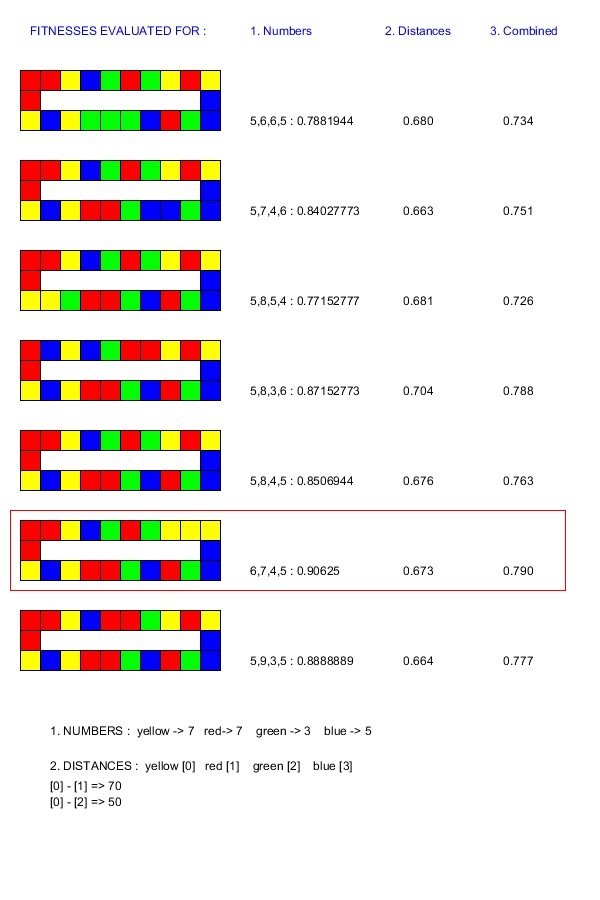 FITNESSES EVALUATED FOR : 1. Numbers 2. Distances 3. Combined
5,6,6,5 : 0.7881944 0.680 0.734
5,7,4,6 : 0.84027773 0.663 0.751
5,8,5,4 : 0.77152777 0.681 0.726
5,8,3,6 : 0.87152773 0.704 0.788
5,8,4,5 : 0.8506944 0.676 0.763
6,7,4,5 : 0.90625 0.673 0.790
5,9,3,5 : 0.8888889 0.664 0.777
1. NUMBERS : yellow -> 7 red-> 7 green -> 3 blue -> 5
2. DISTANCES : yellow [0] red [1] green [2] blue [3]
[0] - [1] => 70
[0] - [2] => 50